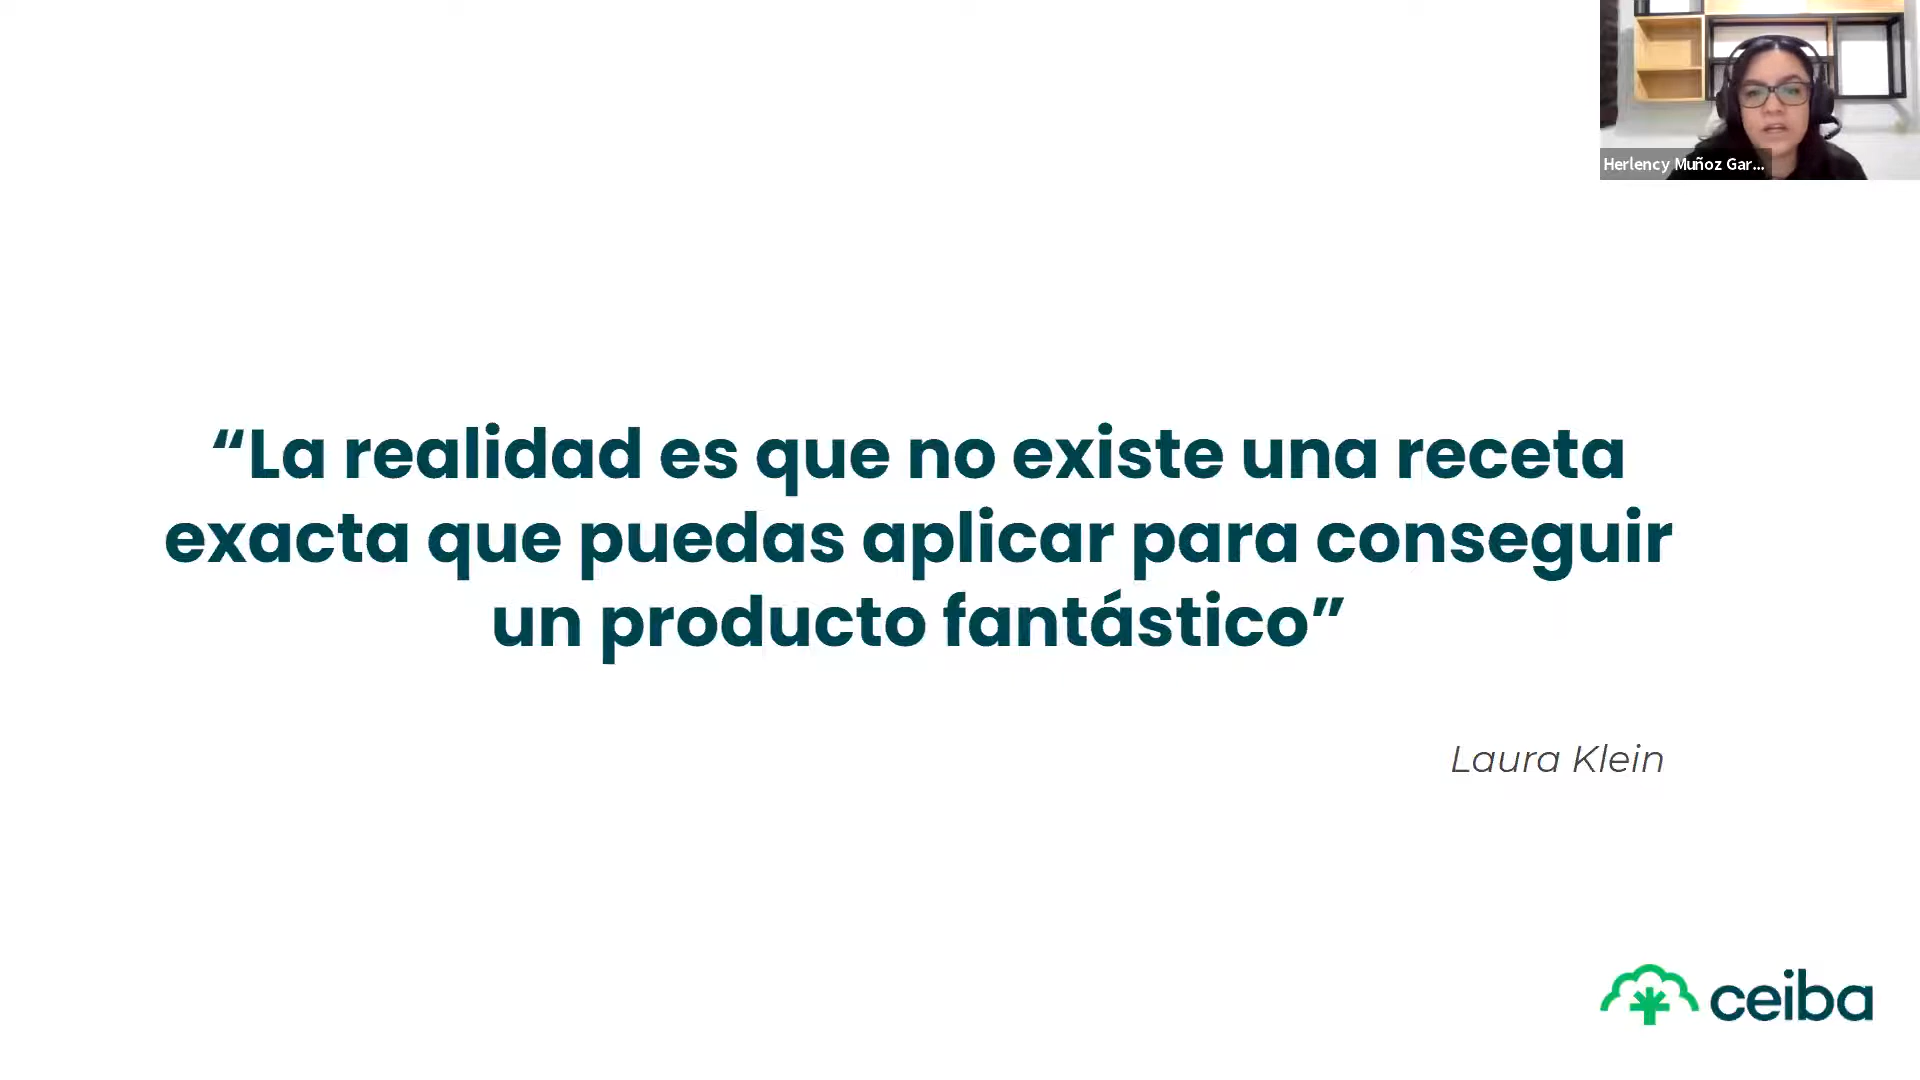 Herlency Muñoz Gar...
“La realidad es que no existe una receta
exacta que puedas aplicar para conseguir
un producto fantástico”
Laura Klein
ceiba